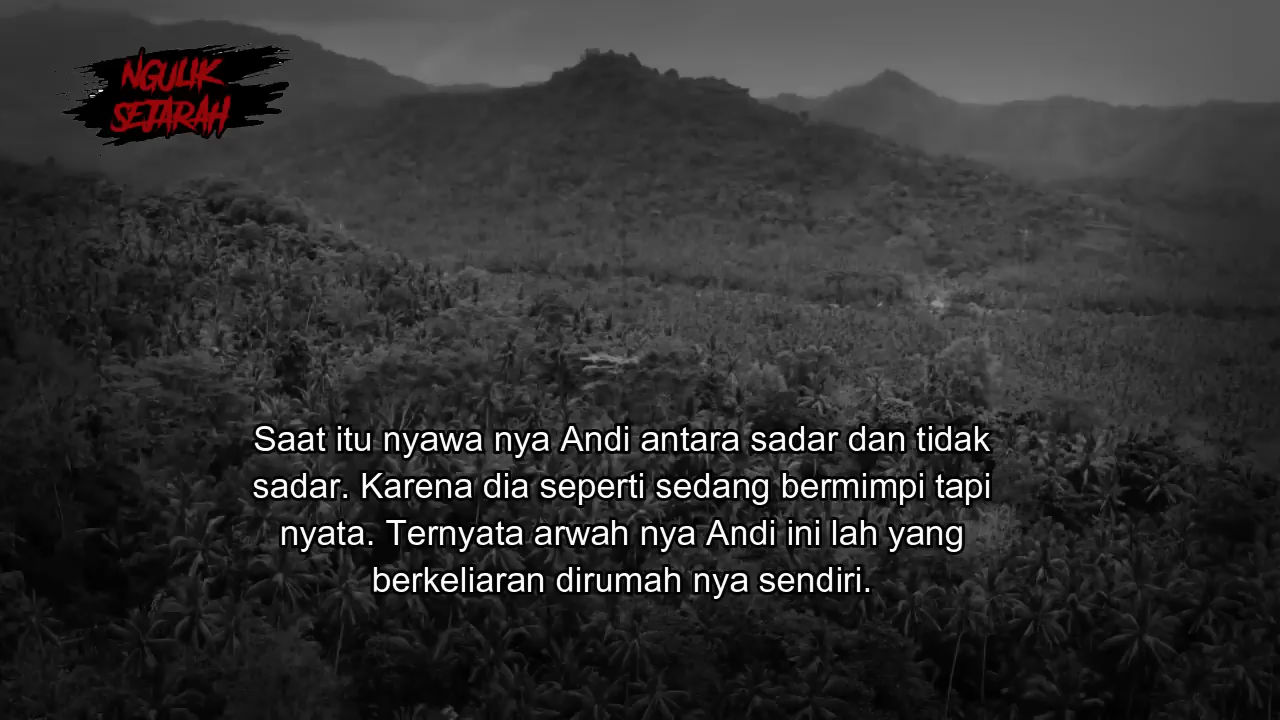 NGULIK
SEJARAH
Saat itu nyawa nya Andi antara sadar dan tidak
sadar. Karena dia seperti sedang bermimpi tapi
nyata. Ternyata arwah nya Andi ini lah yang
berkeliaran dirumah nya sendiri.